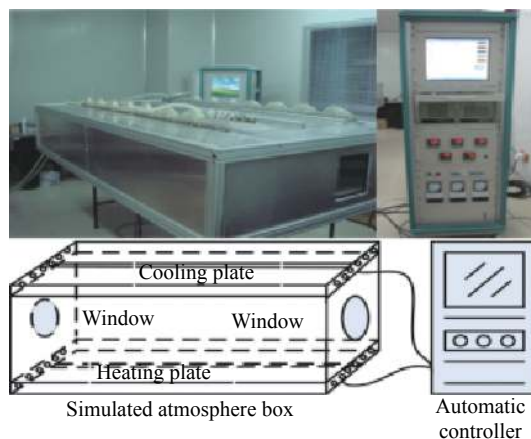 Cooling plate
Window
Window
Heating plate
Simulated atmosphere box
Automatic
controller